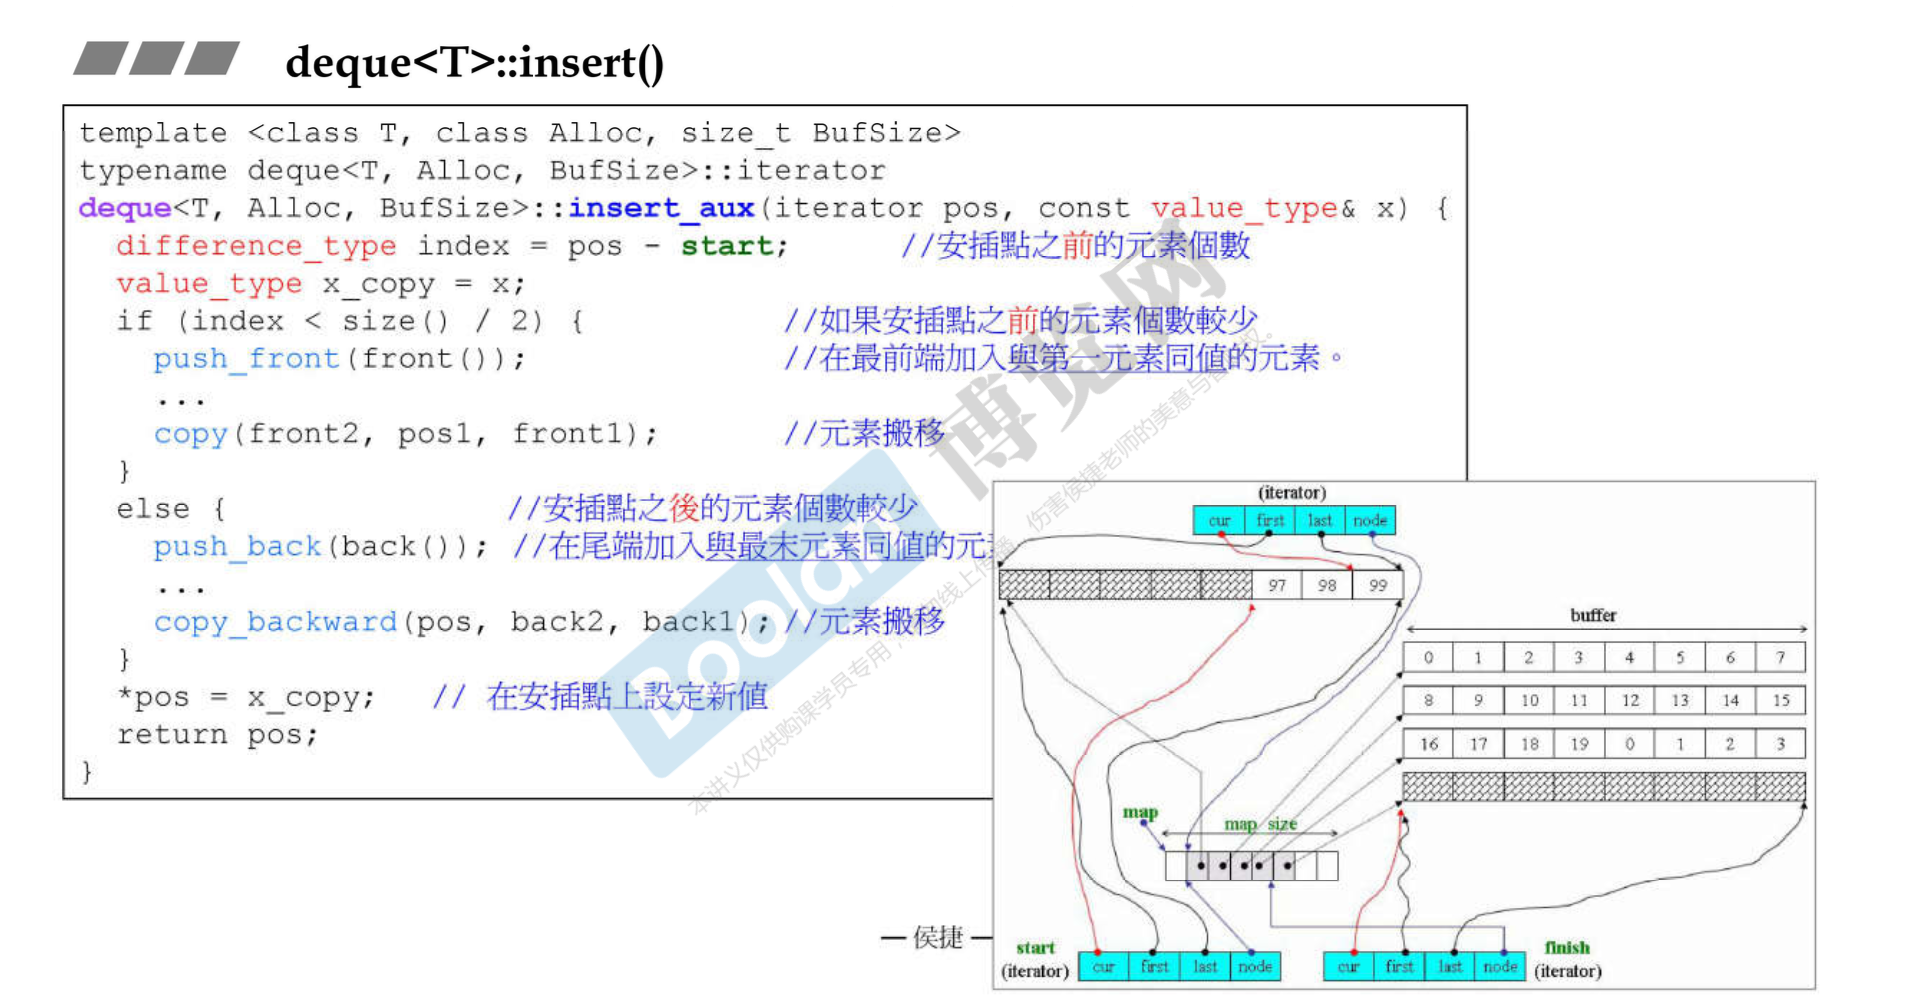 deque<T>::insert()
template <class T, class Alloc, size_t BufSize>
typename deque<T, Alloc, BufSize>::iterator
deque<T, Alloc, BufSize>::insert_aux(iterator pos, const value_type& x) {
difference_type index = pos - start; //安插點之前的元素個數
value_type x_copy = x;
if (index < size() / 2) { //如果安插點之前的元素個數較少
push_front(front()); //在最前端加入與第一元素同值的元素。
...
copy(front2, pos1, front1); //元素搬移
}
else { //安插點之後的元素個數較少
push_back(back()); //在尾端加入與最末元素同值的元
...
copy_backward(pos, back2, back1); //元素搬移
}
*pos = x_copy; // 在安插點上設定新值
return pos;
}
(iterator)
cur first last node
97 98 99
buffer
0 1 2 3 4 5 6 7
8 9 10 11 12 13 14 15
16 17 18 19 0 1 2 3
map
map size
start
(iterator)
cur first last node
cur first last node
finish
(iterator)
— 侯捷 —
Boolan
博览网
本讲义仅供购课学员专用
伤害侯捷老师的美意与